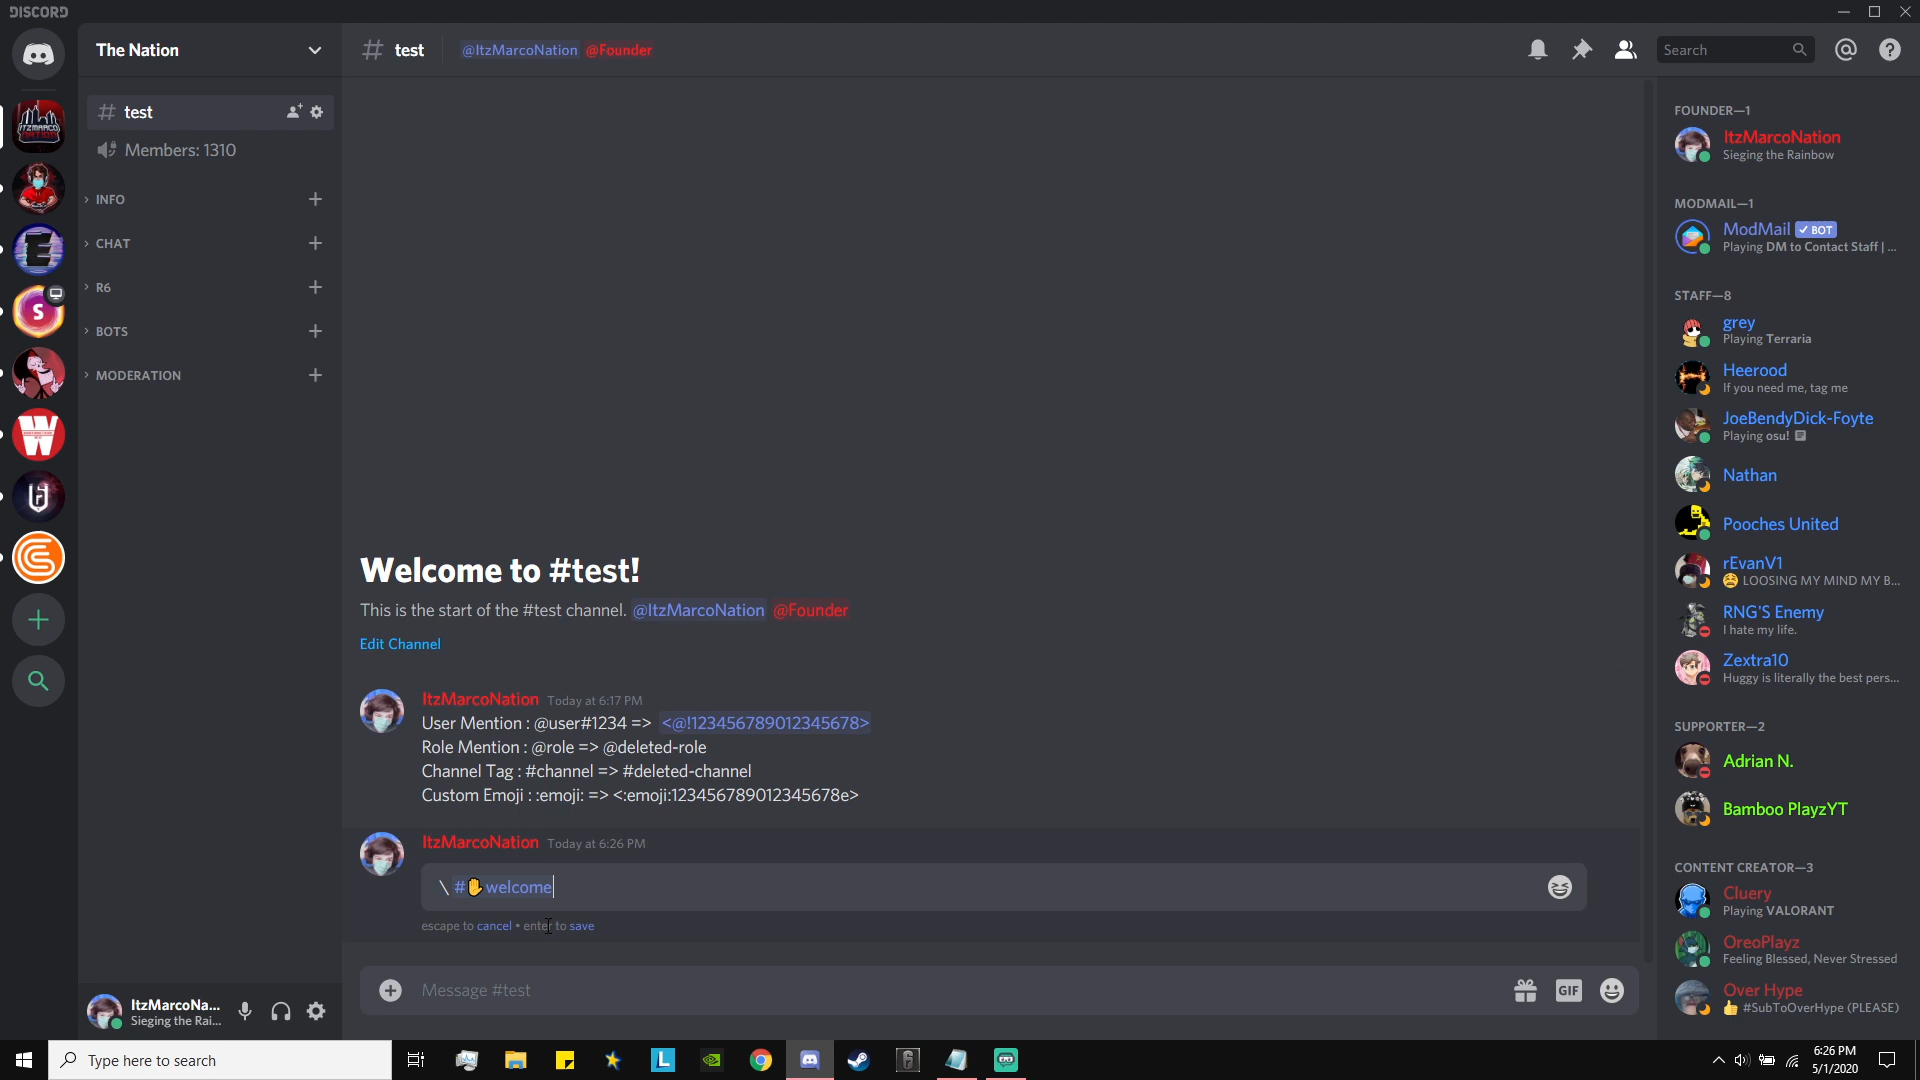 DISCORD
The Nation
test
@ItzMarcoNation @Founder
Search
test
Members: 1310
INFO
CHAT
R6
BOTS
MODERATION
Welcome to #test!
This is the start of the #test channel. @ItzMarcoNation @Founder
Edit Channel
ItzMarcoNation Today at 6:17 PM
User Mention : @user#1234 => <@!123456789012345678>
Role Mention : @role => @deleted-role
Channel Tag : #channel => #deleted-channel
Custom Emoji : :emoji: => <:emoji:123456789012345678e>
ItzMarcoNation Today at 6:26 PM
\ #✋welcome
escape to cancel • enter to save
Message #test
GIF
ItzMarcoNa...
Sieging the Rai...
FOUNDER—1
ItzMarcoNation
Sieging the Rainbow
MODMAIL—1
ModMail ✓ BOT
Playing DM to Contact Staff | ...
STAFF—8
grey
Playing Terraria
Heerood
If you need me, tag me
JoeBendyDick-Foyte
Playing osu!
Nathan
Pooches United
rEvanV1
😩 LOOSING MY MIND MY B...
RNG'S Enemy
I hate my life.
Zextra10
Huggy is literally the best pers...
SUPPORTER—2
Adrian N.
Bamboo PlayzYT
CONTENT CREATOR—3
Cluery
Playing VALORANT
OreoPlayz
Feeling Blessed, Never Stressed
Over Hype
👍 #SubToOverHype (PLEASE)
Type here to search
6:26 PM
5/1/2020